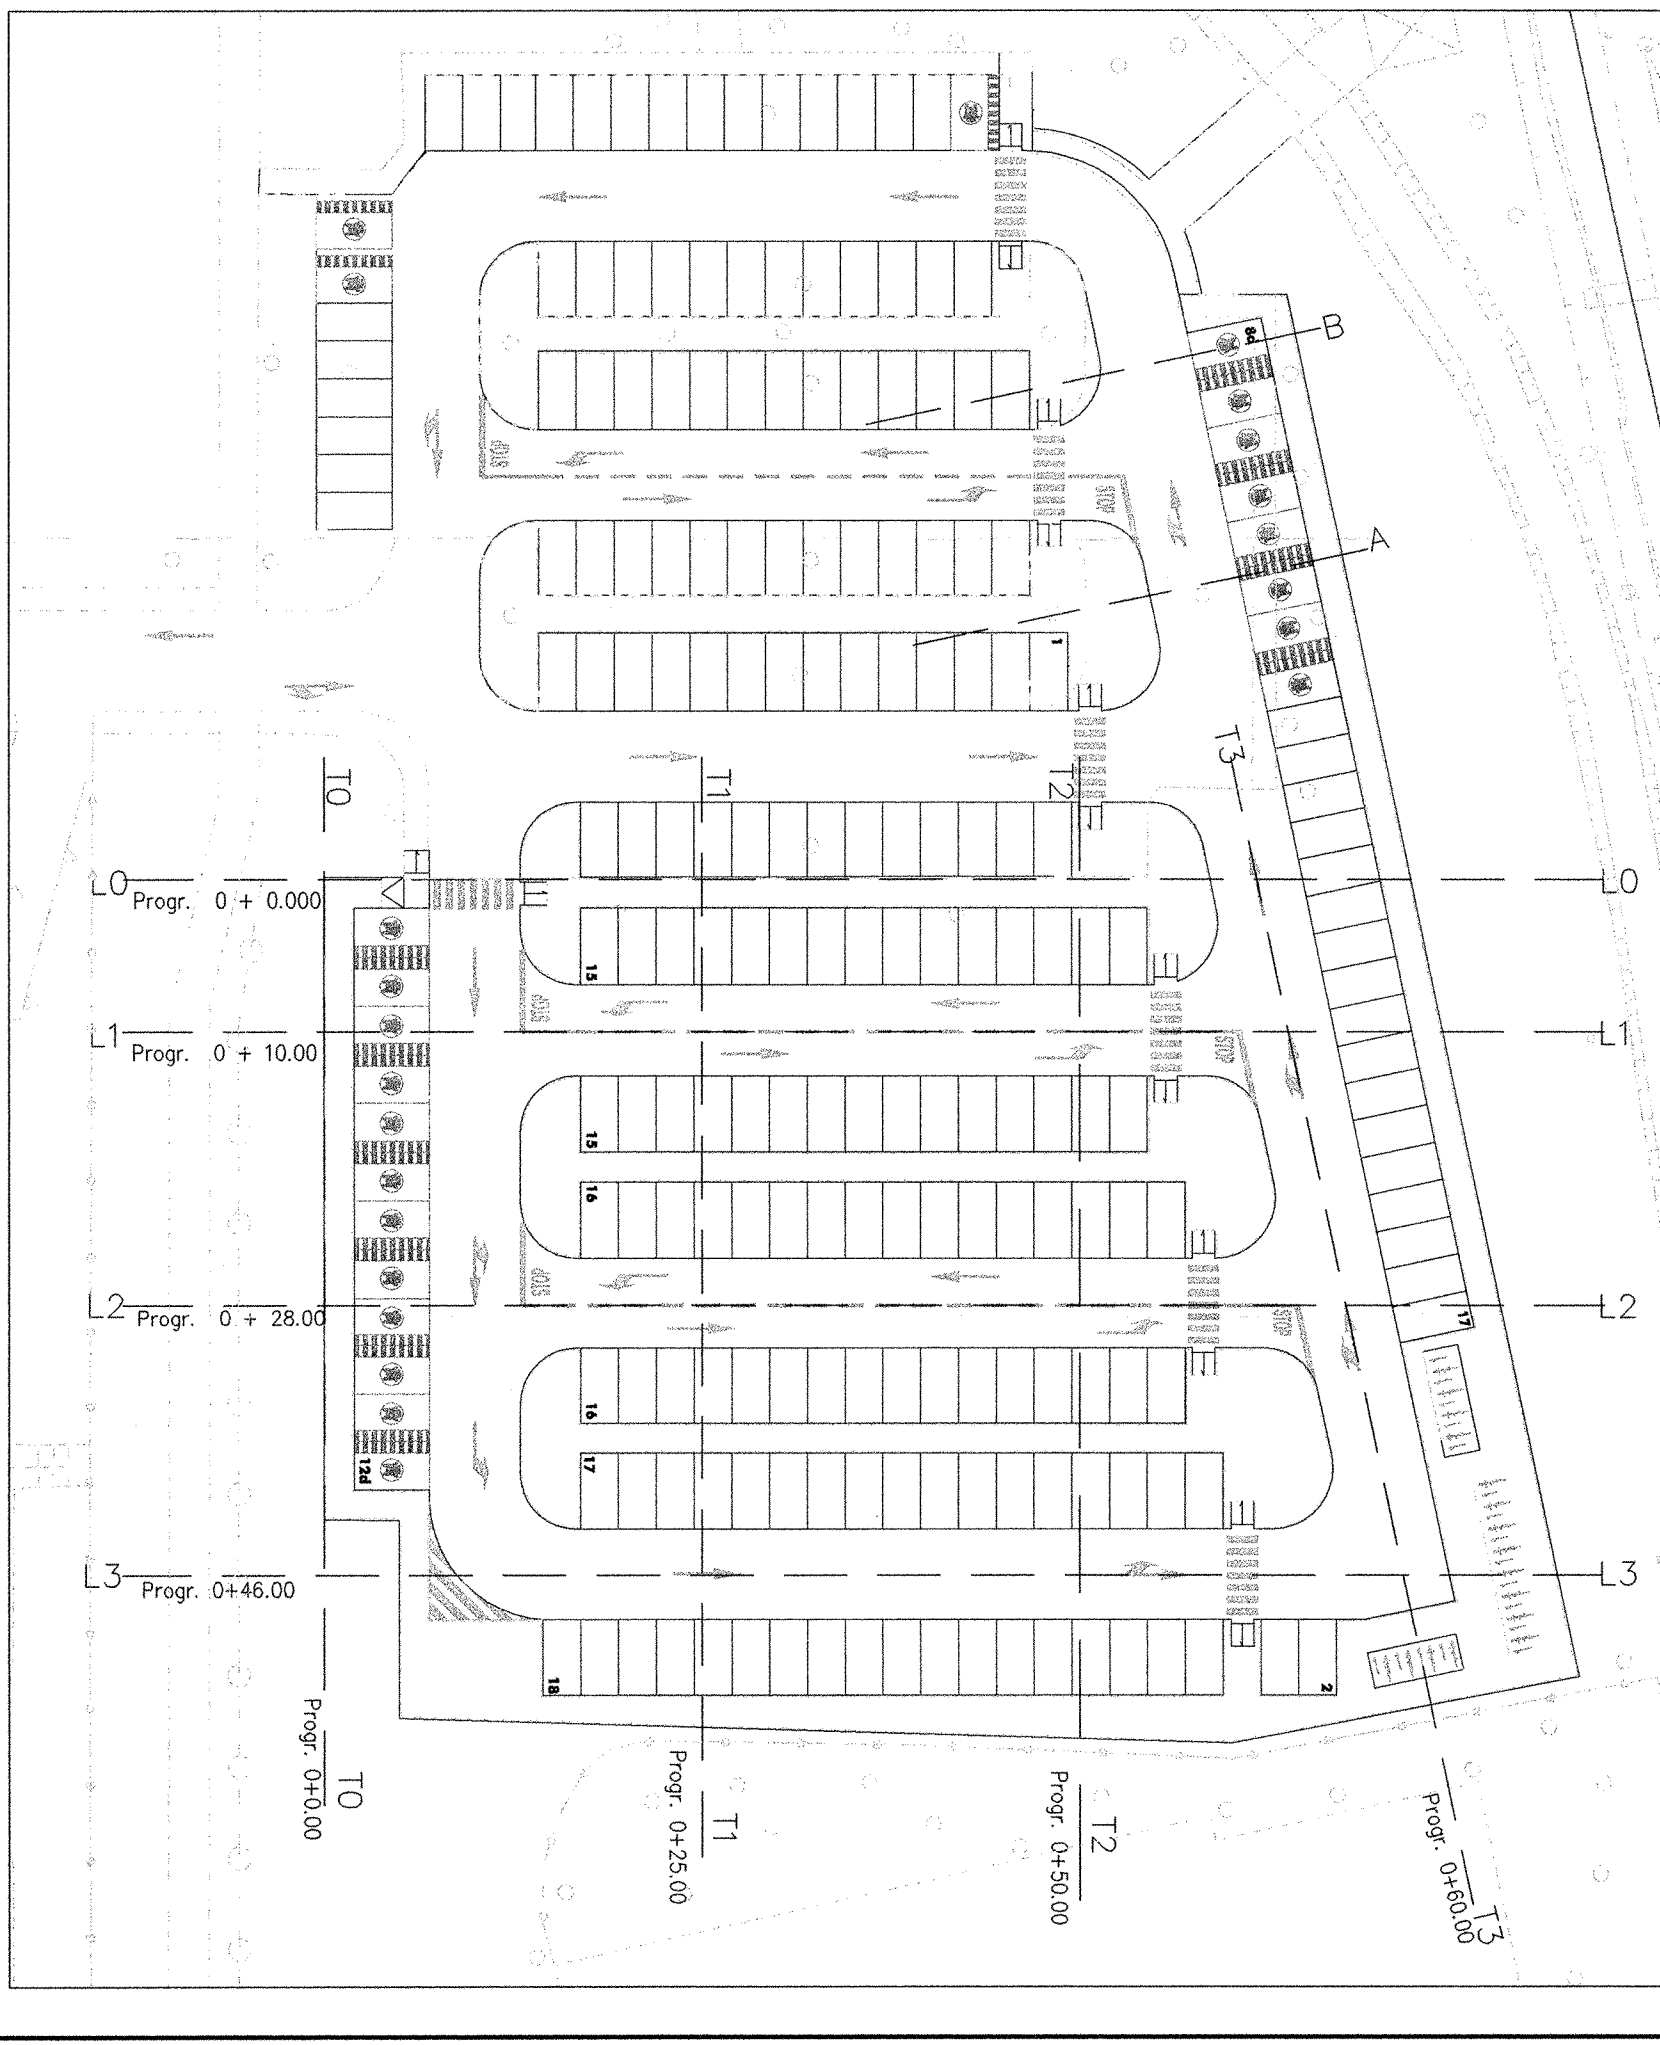 B
8d
STOP
STOP
A
1
T3
T0
T1
T2
L0
Progr. 0 + 0.000
L0
15
STOP
L1
Progr. 0 + 10.00
STOP
L1
15
16
STOP
L2
Progr. 0 + 28.00
STOP
17
L2
16
17
12d
L3
Progr. 0+46.00
L3
18
2
Progr. 0+0.00
T0
Progr. 0+25.00
T1
Progr. 0+50.00
T2
Progr. 0+60.00
T3